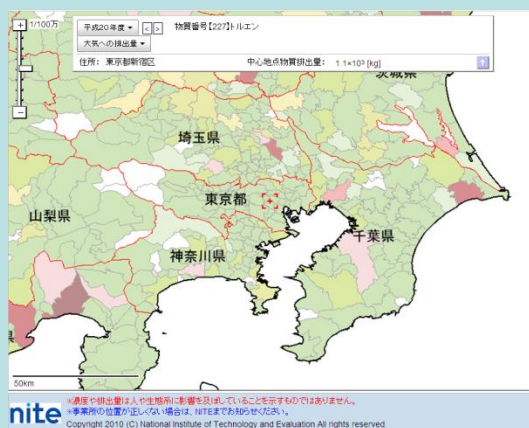 1/100万
平成20年度
< >
物質番号【227】トルエン
大気への排出量
住所: 東京都新宿区
中心地点物質排出量:
1.1×10³ [kg]
?
茨城県
埼玉県
東京都
山梨県
千葉県
神奈川県
50km
nite
*濃度や排出量は人や生態系に影響を及ぼしていることを示すものではありません。
*事業所の位置が正しくない場合は、NITEまでお知らせください。
Copyright 2010 (C) National Institute of Technology and Evaluation All rights reserved.